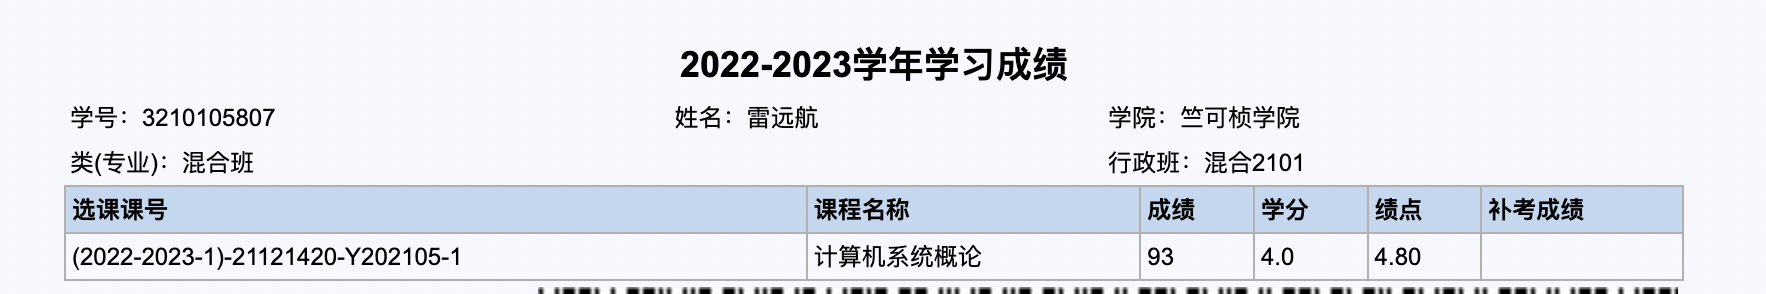 2022-2023学年学习成绩
学号：3210105807 姓名：雷远航 学院：竺可桢学院
类(专业)：混合班 行政班：混合2101
选课课号 课程名称 成绩 学分 绩点 补考成绩
(2022-2023-1)-21121420-Y202105-1 计算机系统概论 93 4.0 4.80